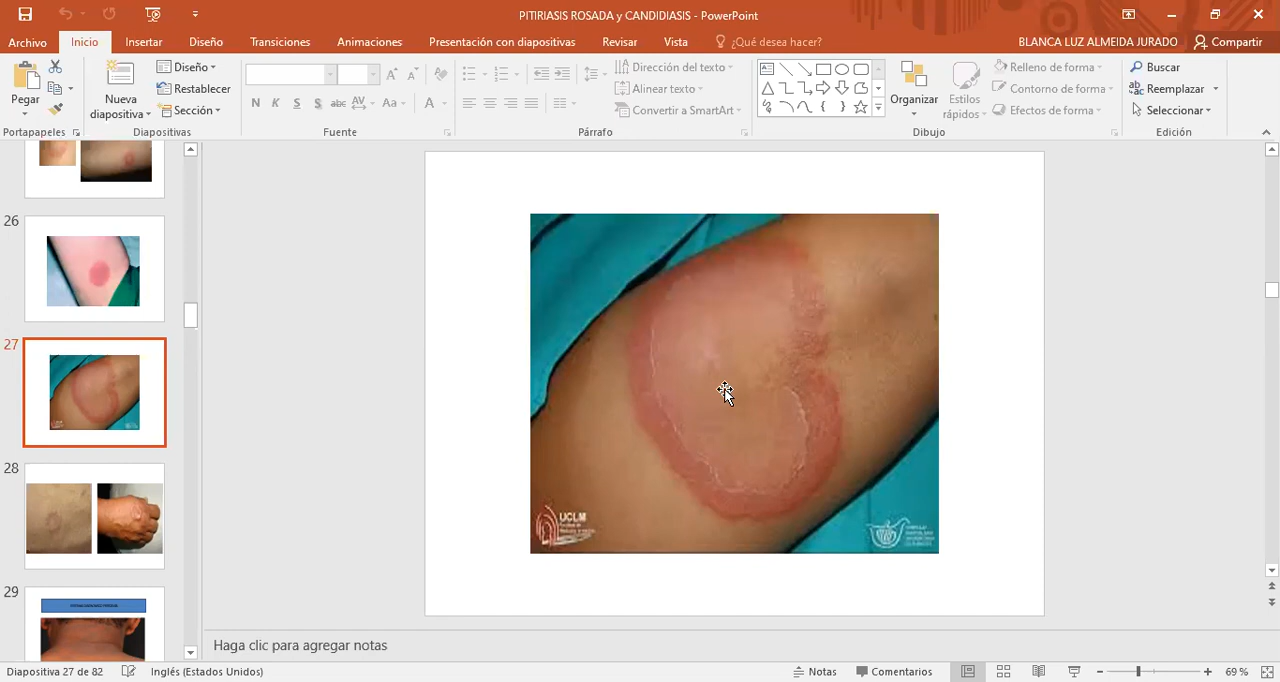 PITIRIASIS ROSADA y CANDIDIASIS - PowerPoint
Archivo
Inicio
Insertar
Diseño
Transiciones
Animaciones
Presentación con diapositivas
Revisar
Vista
¿Qué desea hacer?
BLANCA LUZ ALMEIDA JURADO
Compartir
Pegar
Portapapeles
Nueva
diapositiva
Diseño
Restablecer
Sección
Diapositivas
N K S S abc AV Aa A
Fuente
Dirección del texto
Alinear texto
Convertir a SmartArt
Párrafo
Organizar
Estilos
rápidos
Relleno de forma
Contorno de forma
Efectos de forma
Dibujo
Buscar
Reemplazar
Seleccionar
Edición
26
27
28
29
UCLM
Haga clic para agregar notas
Diapositiva 27 de 82
Inglés (Estados Unidos)
Notas
Comentarios
69 %